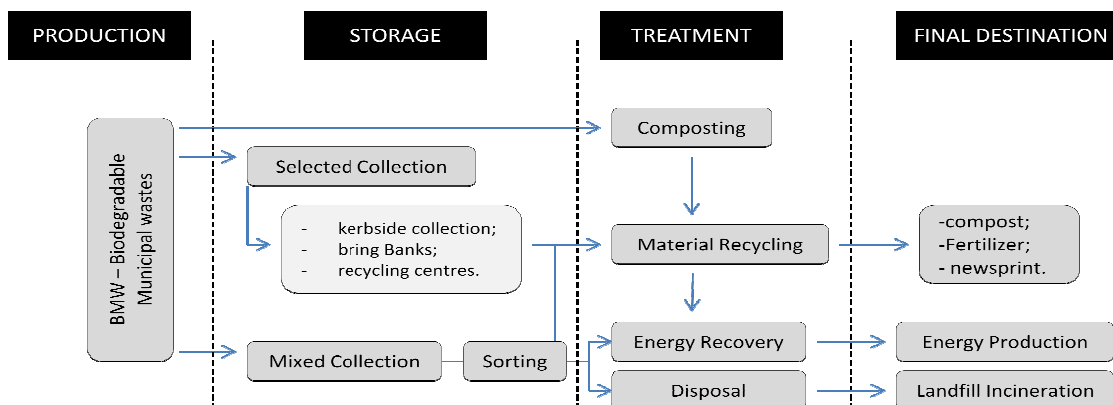 PRODUCTION
STORAGE
TREATMENT
FINAL DESTINATION
BMW – Biodegradable
Municipal wastes
Composting
Selected Collection
- kerbside collection;
- bring Banks;
- recycling centres.
Material Recycling
-compost;
-Fertilizer;
- newsprint.
Mixed Collection
Sorting
Energy Recovery
Energy Production
Disposal
Landfill Incineration